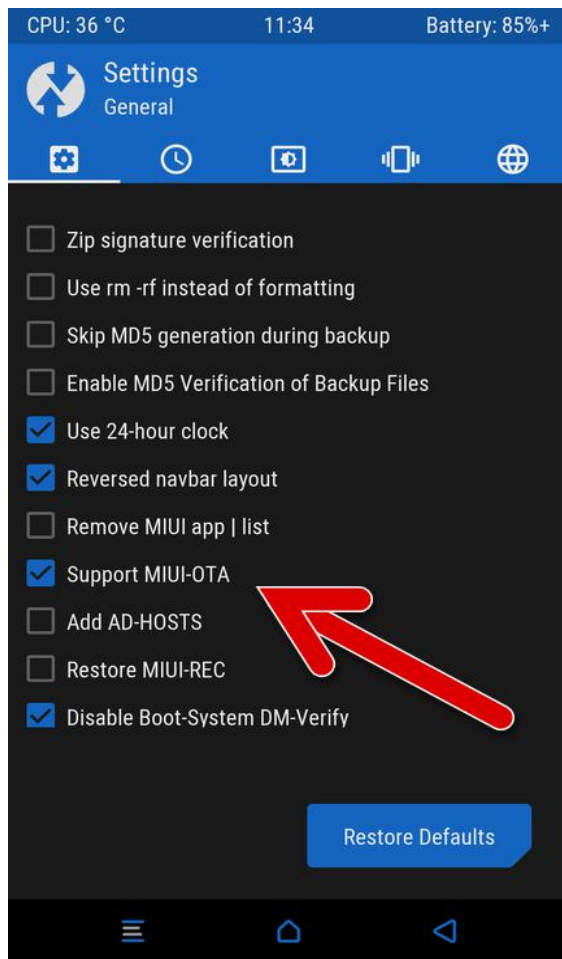 CPU: 36 °C 11:34 Battery: 85%+
Settings
General
Zip signature verification
Use rm -rf instead of formatting
Skip MD5 generation during backup
Enable MD5 Verification of Backup Files
Use 24-hour clock
Reversed navbar layout
Remove MIUI app | list
Support MIUI-OTA
Add AD-HOSTS
Restore MIUI-REC
Disable Boot-System DM-Verify
Restore Defaults